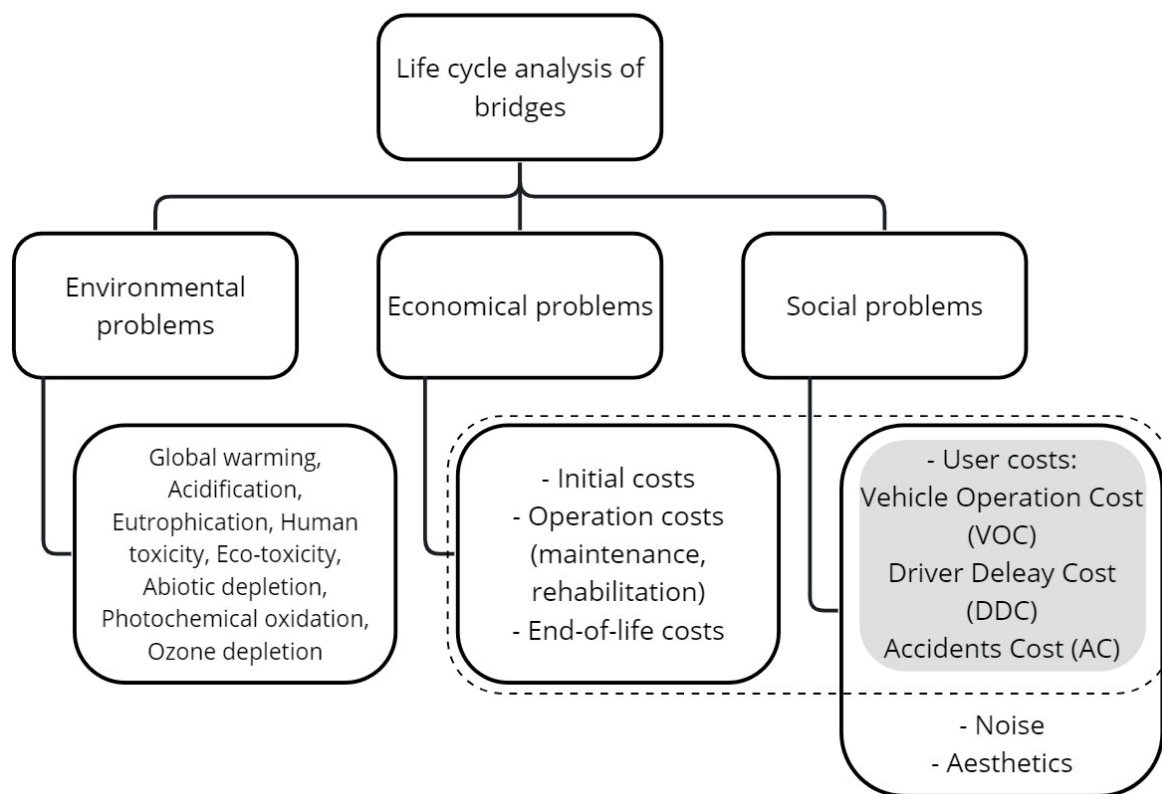 Life cycle analysis of
bridges
Environmental
problems
Economical problems
Social problems
Global warming,
Acidification,
Eutrophication, Human
toxicity, Eco-toxicity,
Abiotic depletion,
Photochemical oxidation,
Ozone depletion
- Initial costs
- Operation costs
(maintenance,
rehabilitation)
- End-of-life costs
- User costs:
Vehicle Operation Cost
(VOC)
Driver Deleay Cost
(DDC)
Accidents Cost (AC)
- Noise
- Aesthetics